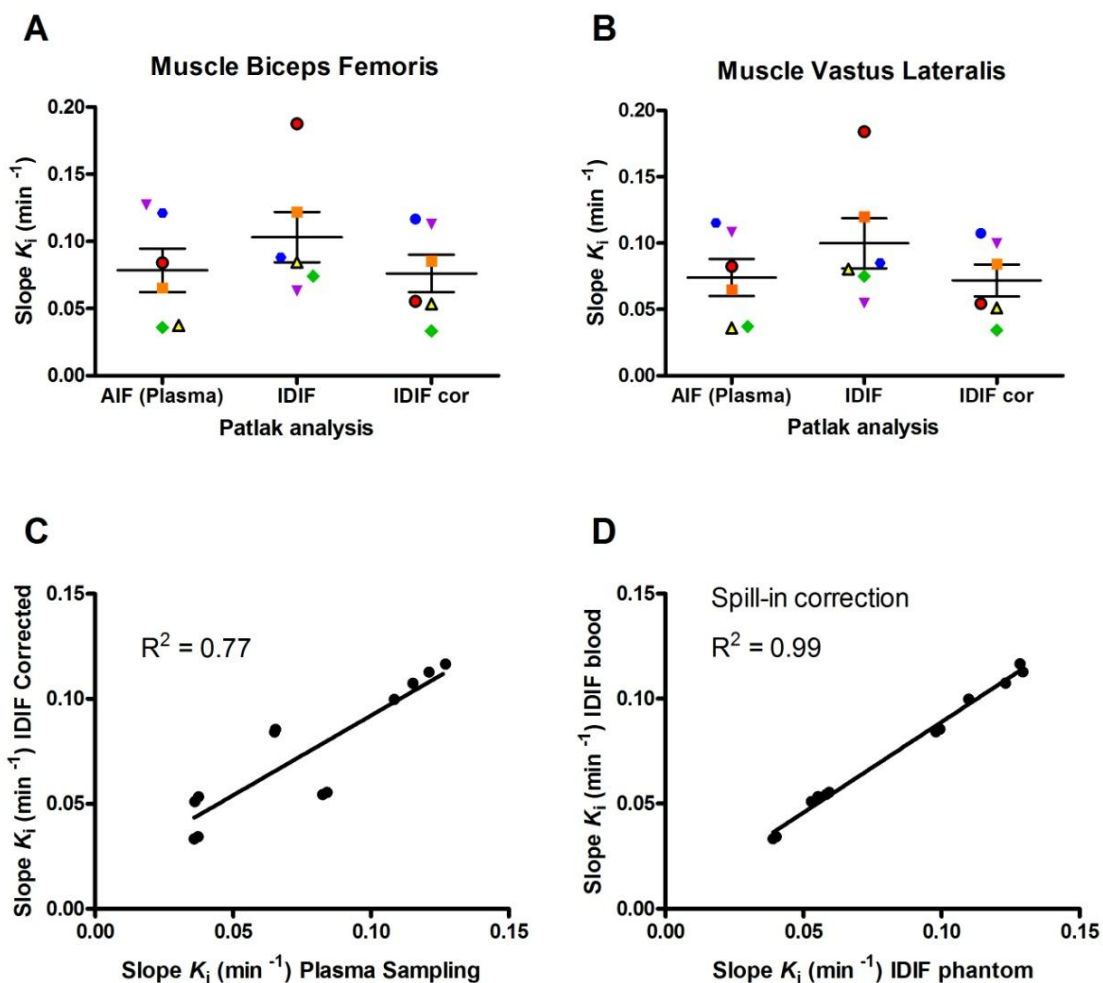 A
Muscle Biceps Femoris
Slope Ki (min -1)
0.20
0.15
0.10
0.05
0.00
AIF (Plasma) IDIF IDIF cor
Patlak analysis
B
Muscle Vastus Lateralis
Slope Ki (min -1)
0.20
0.15
0.10
0.05
0.00
AIF (Plasma) IDIF IDIF cor
Patlak analysis
C
Slope Ki (min -1) IDIF Corrected
0.15
0.10
0.05
0.00
R2 = 0.77
0.00 0.05 0.10 0.15
Slope Ki (min -1) Plasma Sampling
D
Slope Ki (min -1) IDIF blood
0.15
0.10
0.05
0.00
Spill-in correction
R2 = 0.99
0.00 0.05 0.10 0.15
Slope Ki (min -1) IDIF phantom